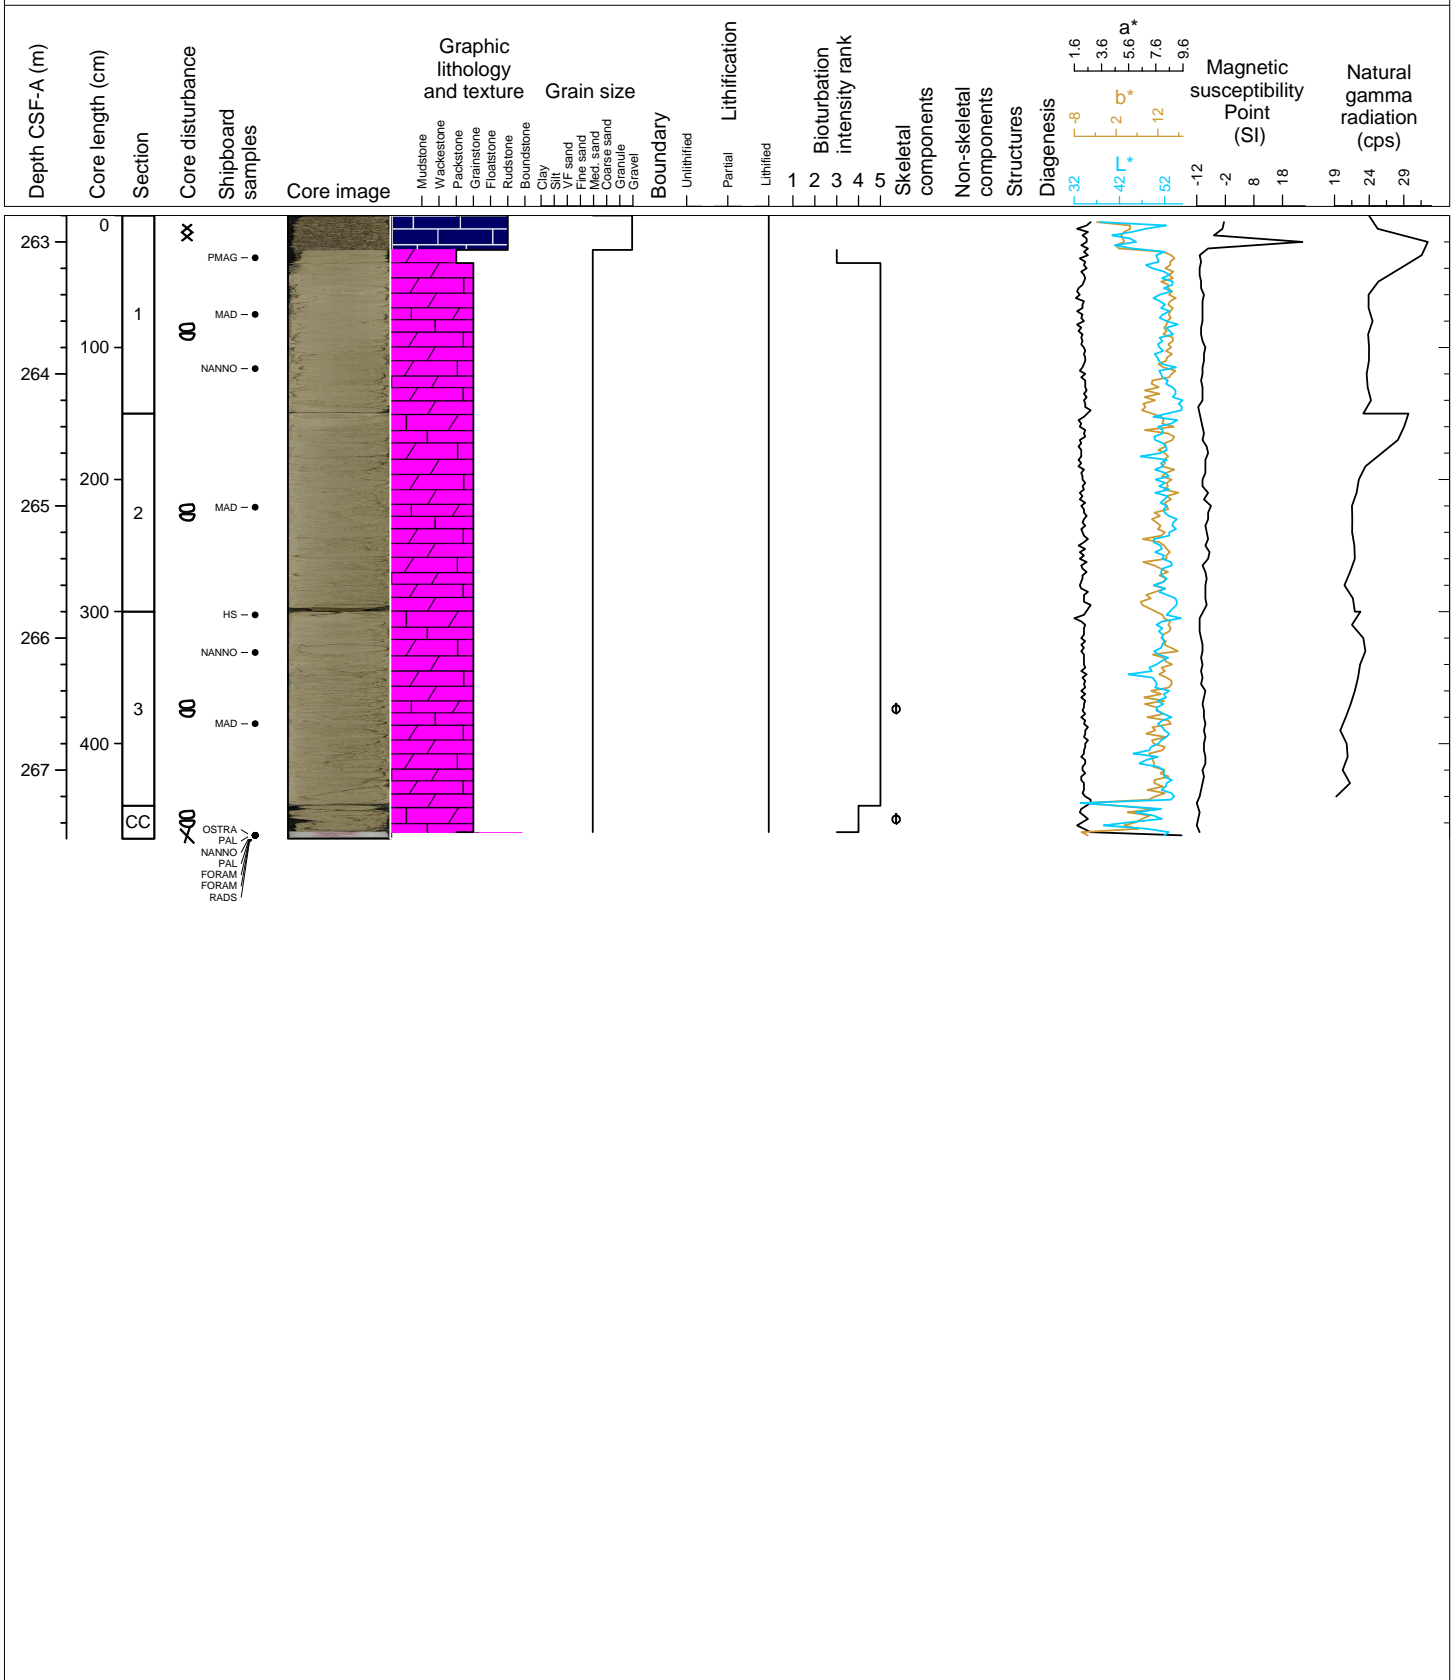 Depth CSF-A (m)
Core length (cm)
Section
Core disturbance
Shipboard
samples
Core image
Graphic
lithology
and texture
Mudstone
Wackestone
Packstone
Grainstone
Floatstone
Rudstone
Boundstone
Grain size
Clay
Silt
VF sand
Fine sand
Med. sand
Coarse sand
Granule
Gravel
Boundary
Lithification
Unlithified
Partial
Lithified
Bioturbation
intensity rank
1 2 3 4 5
Skeletal
components
Non-skeletal
components
Structures
Diagenesis
a*
1.6 3.6 5.6 7.6 9.6
b*
-8 2 12
L*
32 42 52
Magnetic
susceptibility
Point
(SI)
-12 -2 8 18
Natural
gamma
radiation
(cps)
19 24 29
263
264
265
266
267
0
100
200
300
400
1
2
3
CC
PMAG
MAD
NANNO
MAD
HS
NANNO
MAD
OSTRA
PAL
NANNO
PAL
FORAM
FORAM
RADS